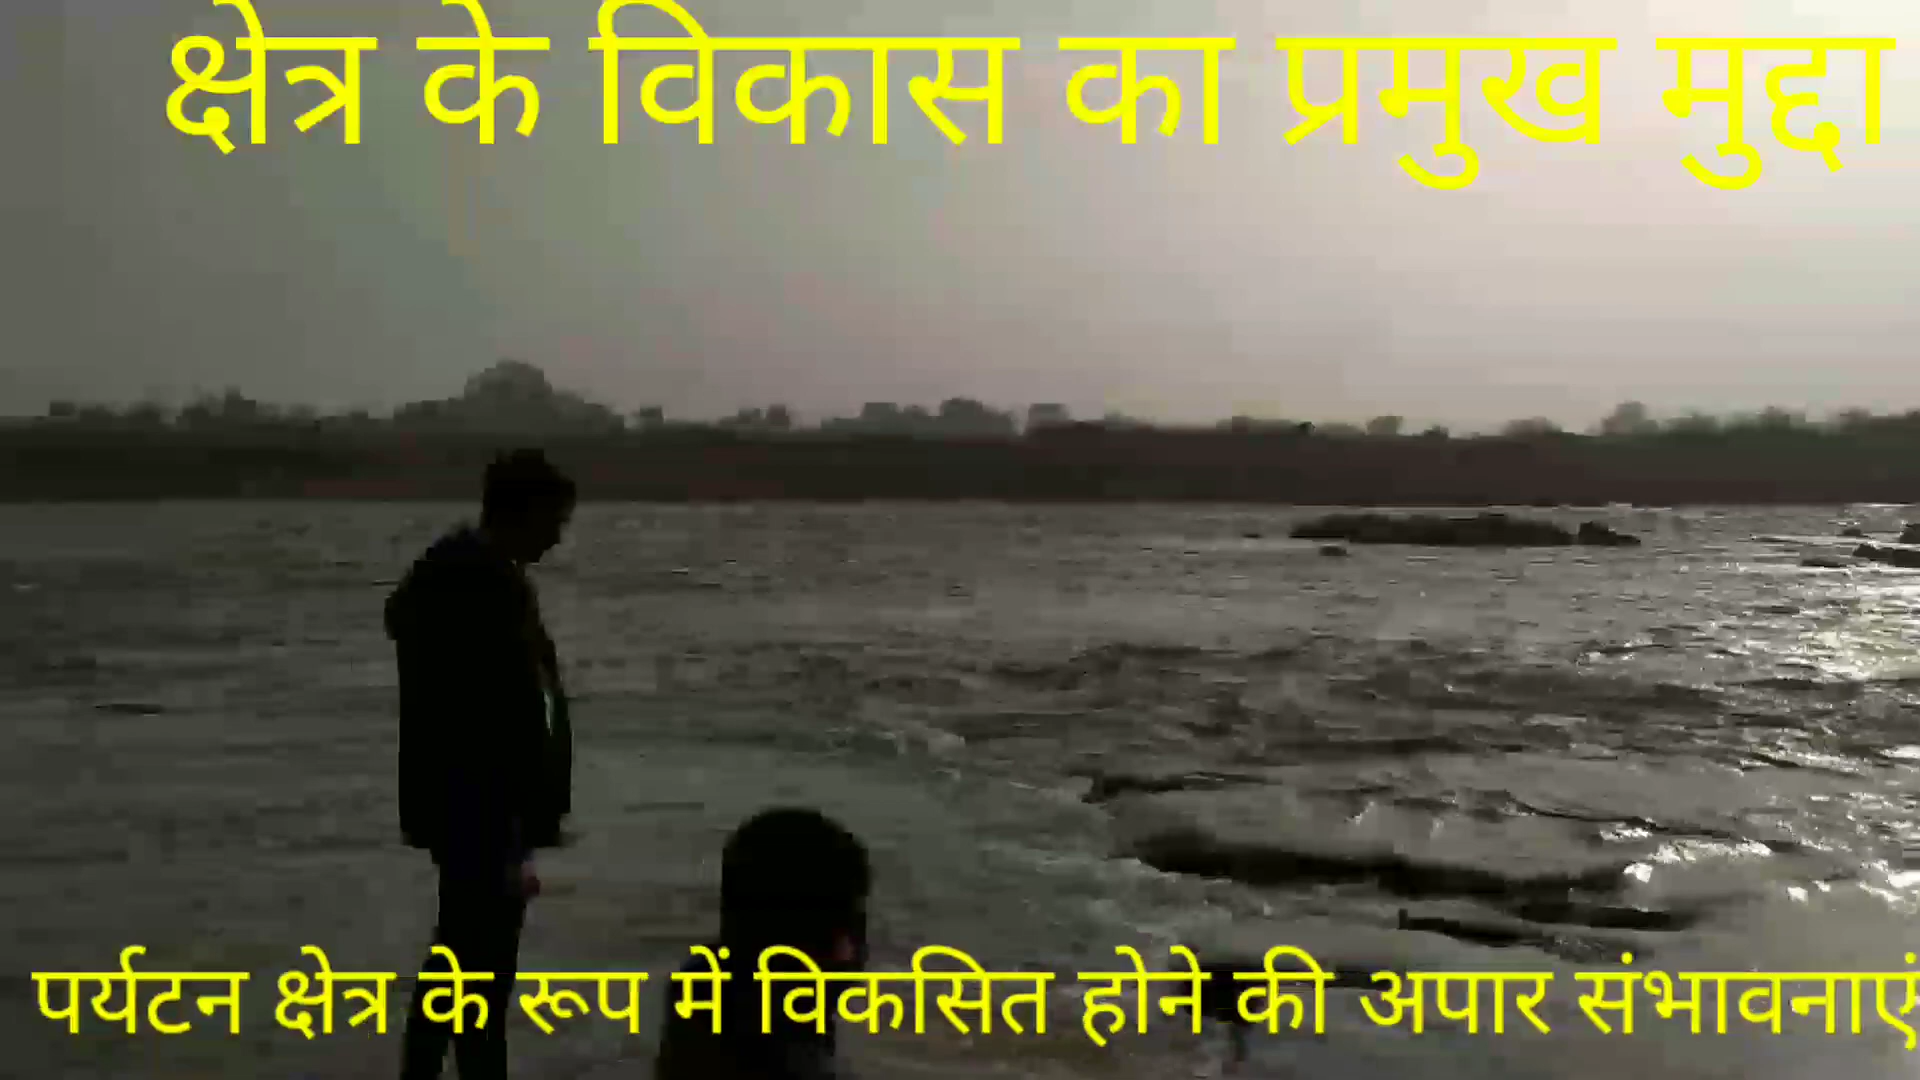 क्षेत्र के विकास का प्रमुख मुद्दा
पर्यटन क्षेत्र के रूप में विकसित होने की अपार संभावनाएं